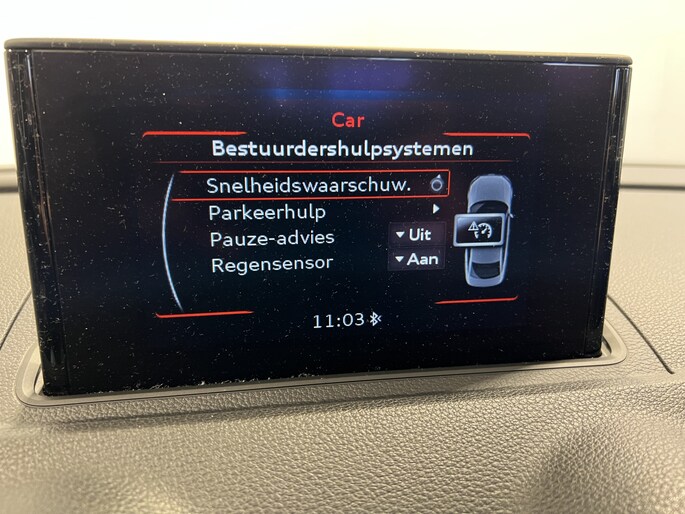 Car
Bestuurdershulpsystemen
Snelheidswaarschuw.
Parkeerhulp
Pauze-advies Uit
Regensensor Aan
11:03